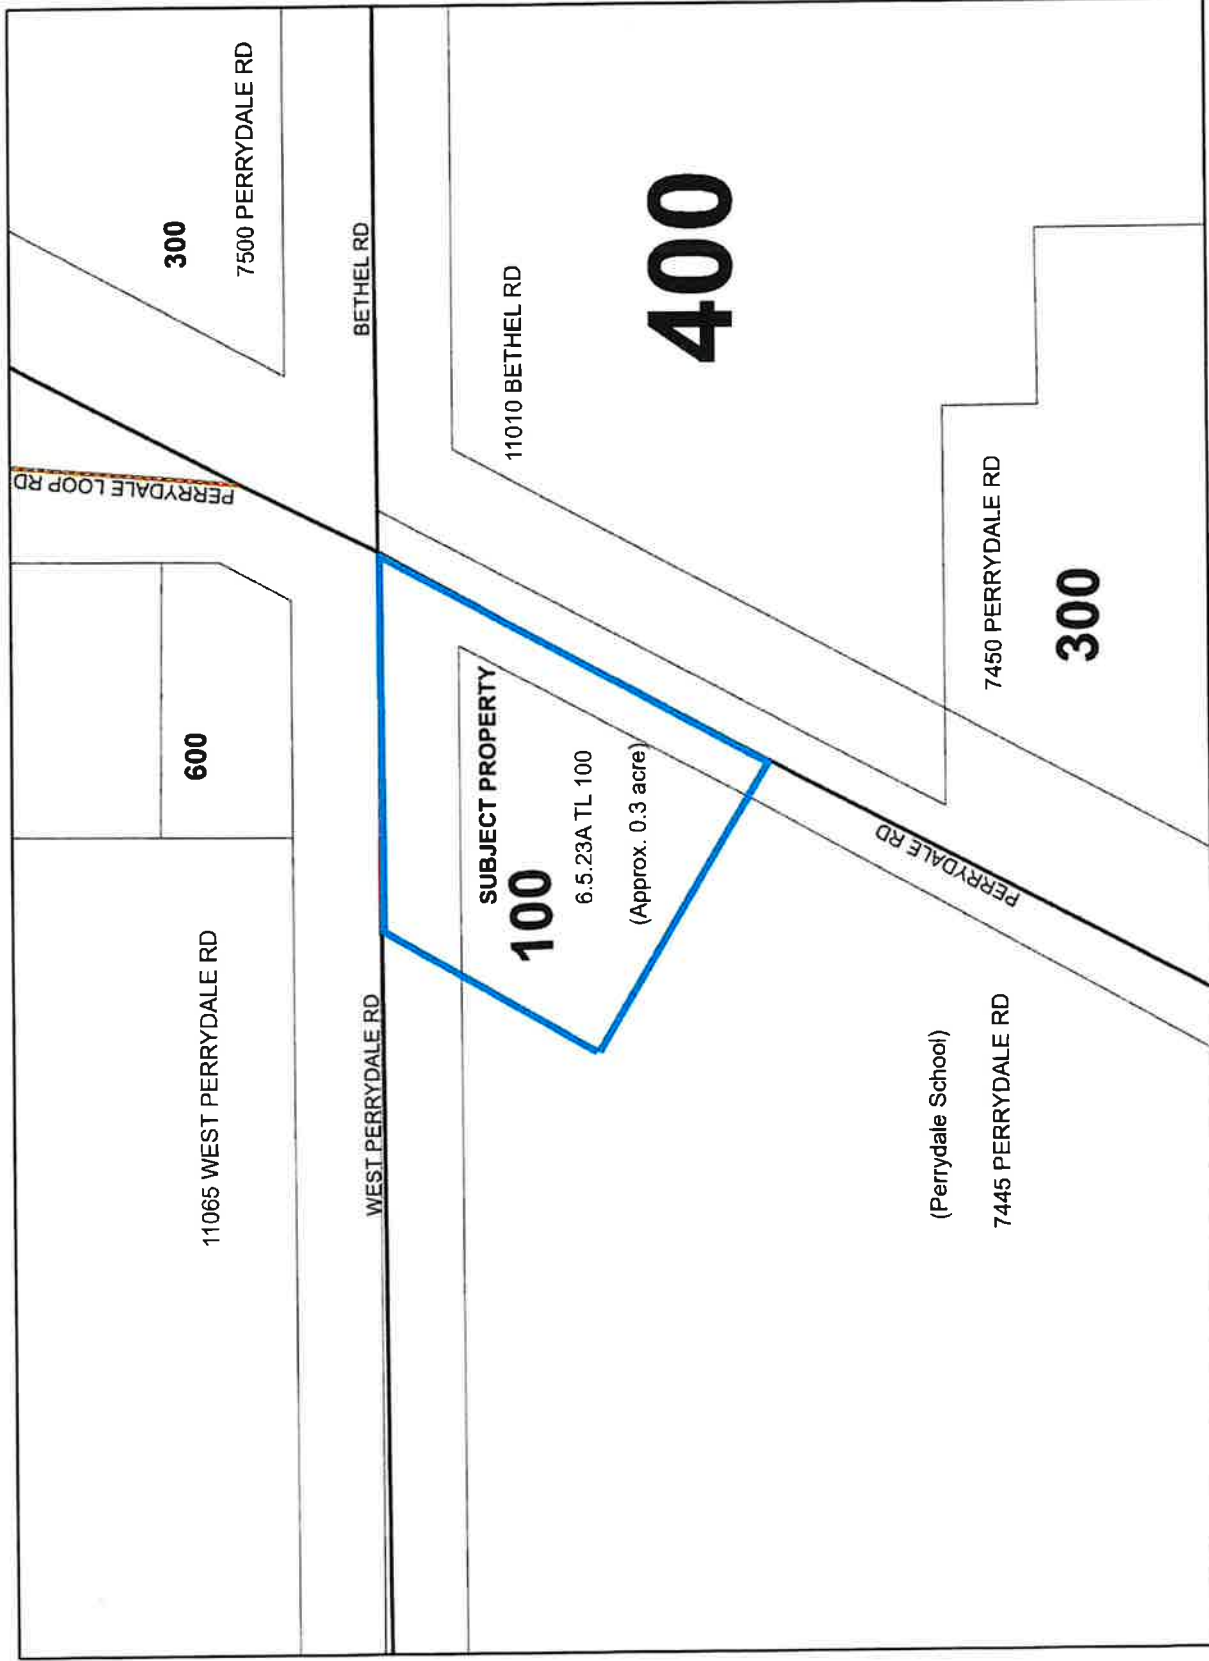 300
7500 PERRYDALE RD
BETHEL RD
PERRYDALE LOOP RD
600
11065 WEST PERRYDALE RD
WEST PERRYDALE RD
11010 BETHEL RD
400
SUBJECT PROPERTY
100
6.5.23A TL 100
(Approx. 0.3 acre)
PERRYDALE RD
7450 PERRYDALE RD
300
(Perrydale School)
7445 PERRYDALE RD